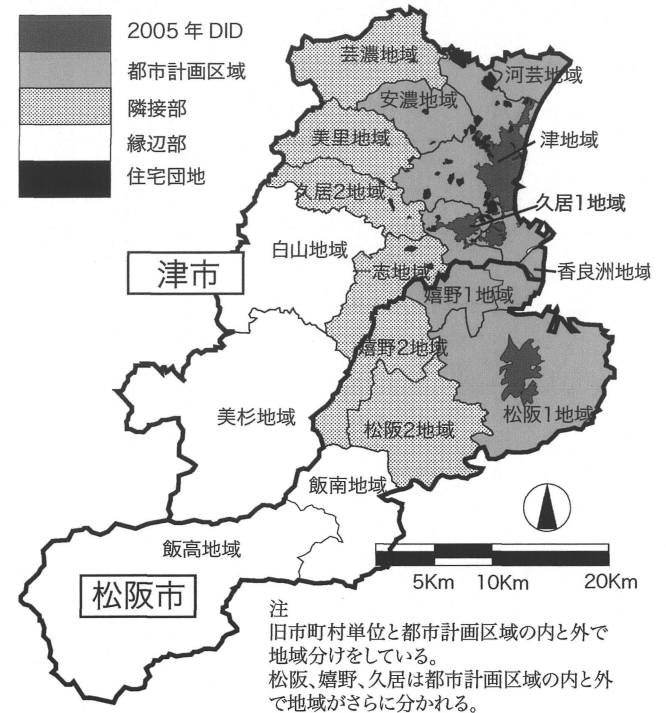 2005年DID
都市計画区域
隣接部
縁辺部
住宅団地
芸濃地域
河芸地域
安濃地域
美里地域
津地域
久居2地域
久居1地域
白山地域
津市
一志地域
香良洲地域
嬉野1地域
嬉野2地域
美杉地域
松阪1地域
松阪2地域
飯南地域
飯高地域
松阪市
5Km 10Km 20Km
注
旧市町村単位と都市計画区域の内と外で
地域分けをしている。
松阪、嬉野、久居は都市計画区域の内と外
で地域がさらに分かれる。